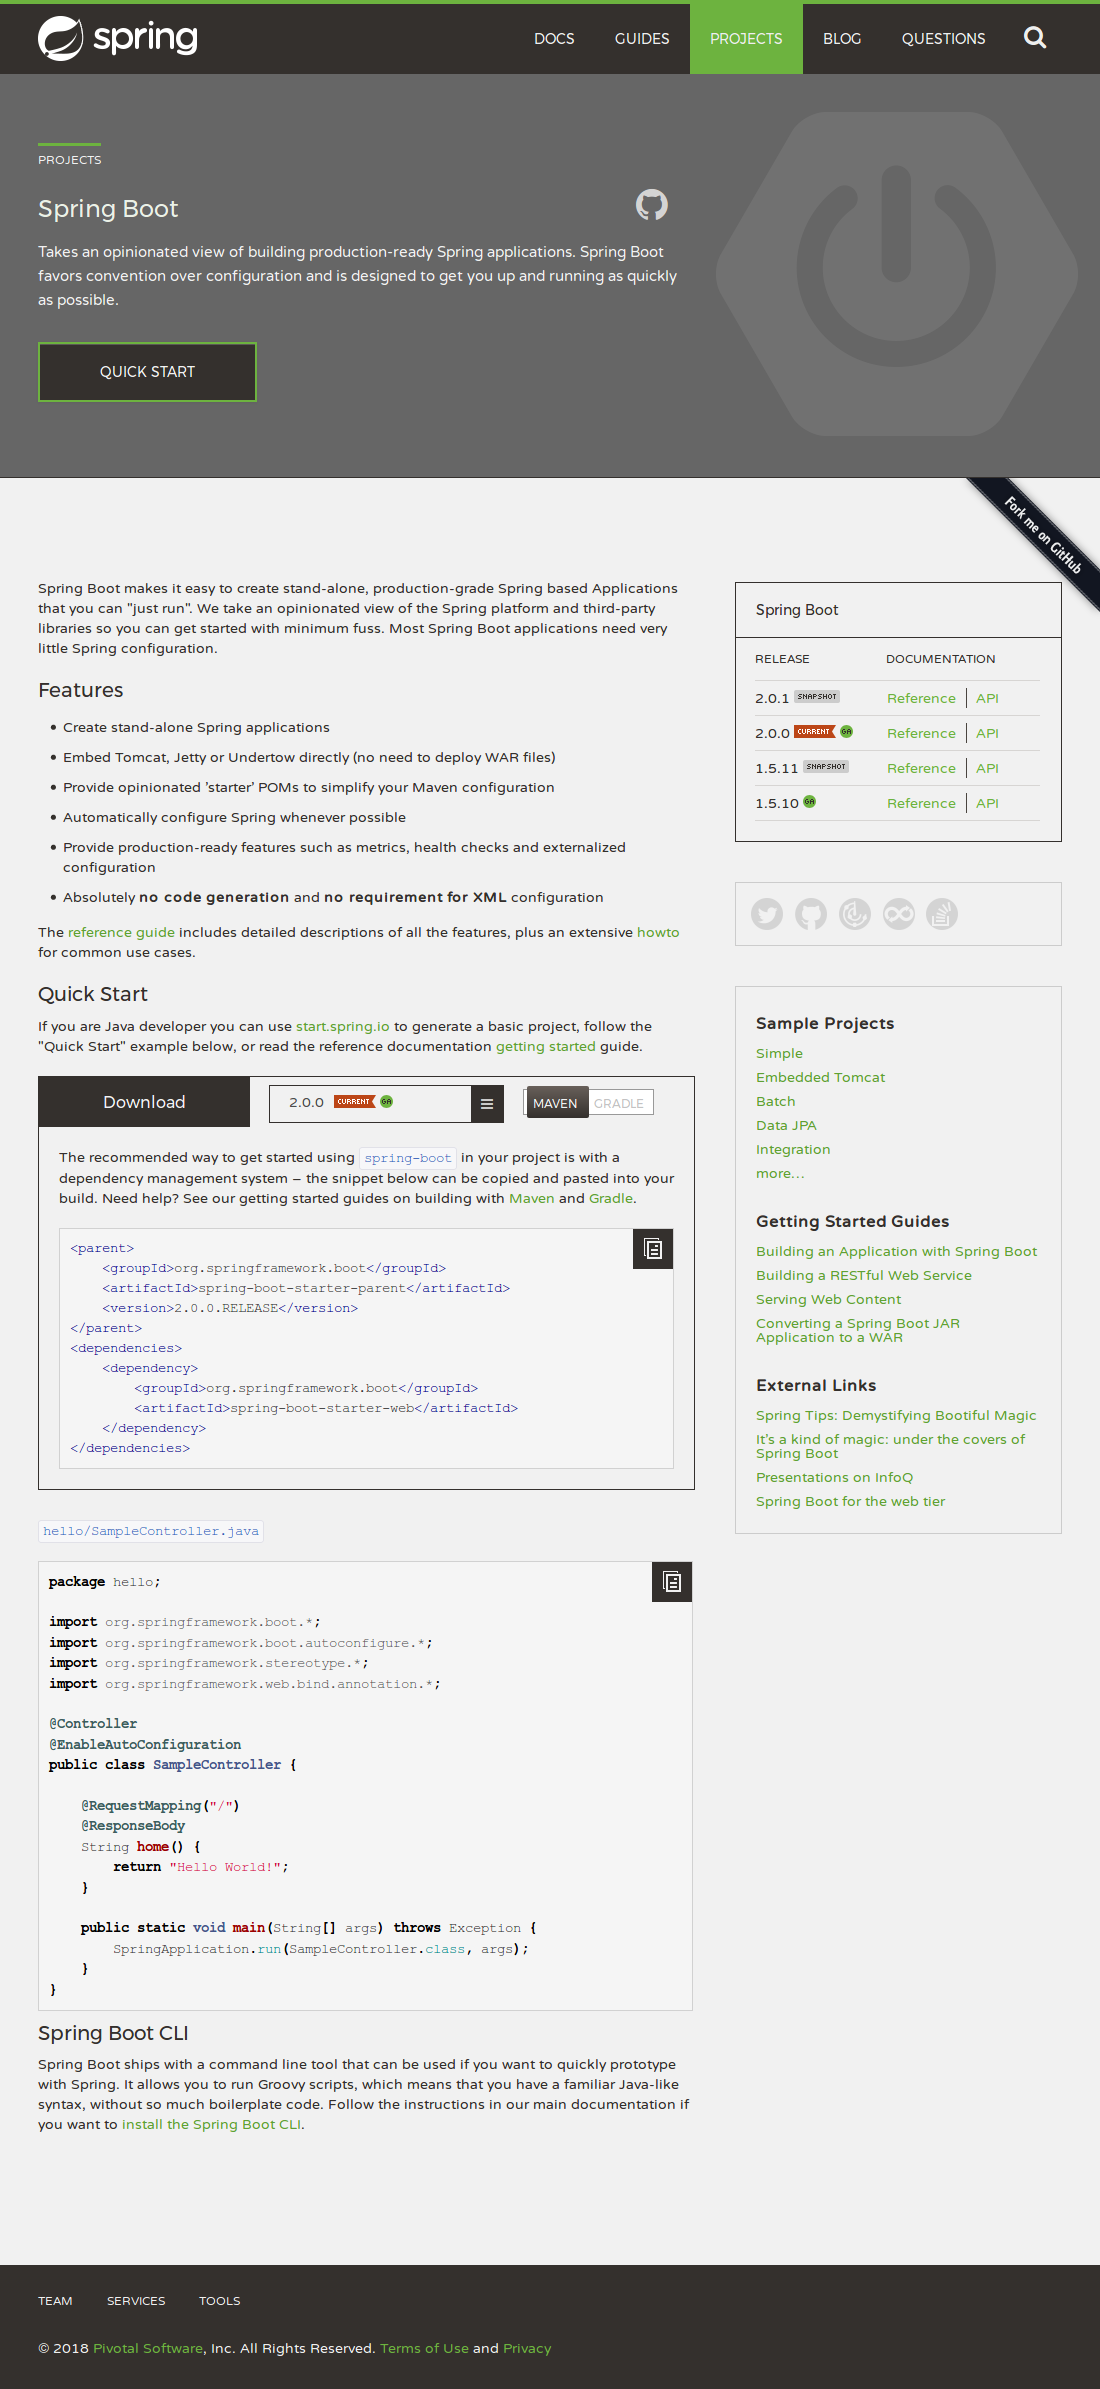 spring
DOCS GUIDES PROJECTS BLOG QUESTIONS
PROJECTS
Spring Boot
Takes an opinionated view of building production-ready Spring applications. Spring Boot
favors convention over configuration and is designed to get you up and running as quickly
as possible.
QUICK START
Fork me on GitHub
Spring Boot makes it easy to create stand-alone, production-grade Spring based Applications
that you can "just run". We take an opinionated view of the Spring platform and third-party
libraries so you can get started with minimum fuss. Most Spring Boot applications need very
little Spring configuration.
Features
• Create stand-alone Spring applications
• Embed Tomcat, Jetty or Undertow directly (no need to deploy WAR files)
• Provide opinionated 'starter' POMs to simplify your Maven configuration
• Automatically configure Spring whenever possible
• Provide production-ready features such as metrics, health checks and externalized
configuration
• Absolutely no code generation and no requirement for XML configuration
The reference guide includes detailed descriptions of all the features, plus an extensive howto
for common use cases.
Quick Start
If you are Java developer you can use start.spring.io to generate a basic project, follow the
"Quick Start" example below, or read the reference documentation getting started guide.
Download 2.0.0 CURRENT GA MAVEN GRADLE
The recommended way to get started using spring-boot in your project is with a
dependency management system – the snippet below can be copied and pasted into your
build. Need help? See our getting started guides on building with Maven and Gradle.
<parent>
    <groupId>org.springframework.boot</groupId>
    <artifactId>spring-boot-starter-parent</artifactId>
    <version>2.0.0.RELEASE</version>
</parent>
<dependencies>
    <dependency>
        <groupId>org.springframework.boot</groupId>
        <artifactId>spring-boot-starter-web</artifactId>
    </dependency>
</dependencies>
hello/SampleController.java
package hello;
import org.springframework.boot.*;
import org.springframework.boot.autoconfigure.*;
import org.springframework.stereotype.*;
import org.springframework.web.bind.annotation.*;
@Controller
@EnableAutoConfiguration
public class SampleController {
    @RequestMapping("/")
    @ResponseBody
    String home() {
        return "Hello World!";
    }
    public static void main(String[] args) throws Exception {
        SpringApplication.run(SampleController.class, args);
    }
}
Spring Boot CLI
Spring Boot ships with a command line tool that can be used if you want to quickly prototype
with Spring. It allows you to run Groovy scripts, which means that you have a familiar Java-like
syntax, without so much boilerplate code. Follow the instructions in our main documentation if
you want to install the Spring Boot CLI.
Spring Boot
RELEASE DOCUMENTATION
2.0.1 SNAPSHOT Reference API
2.0.0 CURRENT GA Reference API
1.5.11 SNAPSHOT Reference API
1.5.10 GA Reference API
Sample Projects
Simple
Embedded Tomcat
Batch
Data JPA
Integration
more...
Getting Started Guides
Building an Application with Spring Boot
Building a RESTful Web Service
Serving Web Content
Converting a Spring Boot JAR
Application to a WAR
External Links
Spring Tips: Demystifying Bootiful Magic
It's a kind of magic: under the covers of
Spring Boot
Presentations on InfoQ
Spring Boot for the web tier
TEAM SERVICES TOOLS
© 2018 Pivotal Software, Inc. All Rights Reserved. Terms of Use and Privacy